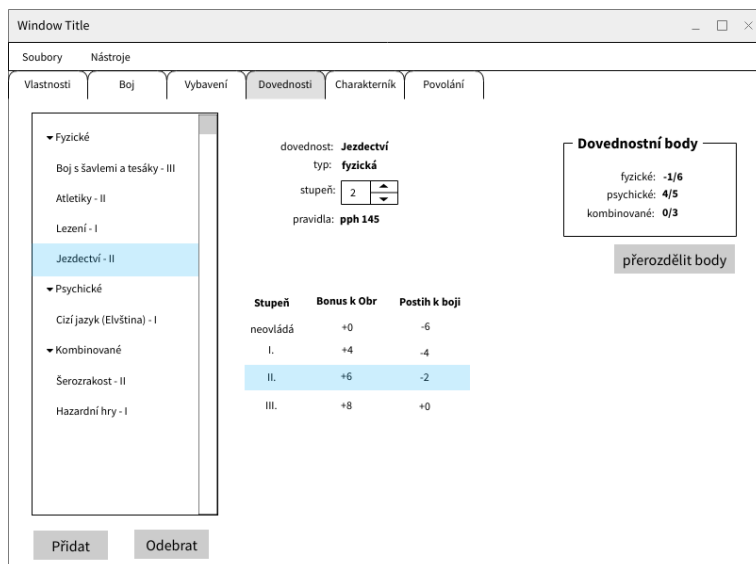 Window Title
Soubory Nástroje
Vlastnosti Boj Vybavení Dovednosti Charakterník Povolání
Fyzické
Boj s šavlemi a tesáky - III
Atletiky - II
Lezení - I
Jezdectví - II
Psychické
Cizí jazyk (Elvština) - I
Kombinované
Šerozrakost - II
Hazardní hry - I
Přidat Odebrat
dovednost: Jezdectví
typ: fyzická
stupeň: 2
pravidla: pph 145
Stupeň Bonus k Obr Postih k boji
neovládá +0 -6
I. +4 -4
II. +6 -2
III. +8 +0
Dovednostní body
fyzické: -1/6
psychické: 4/5
kombinované: 0/3
přerozdělit body